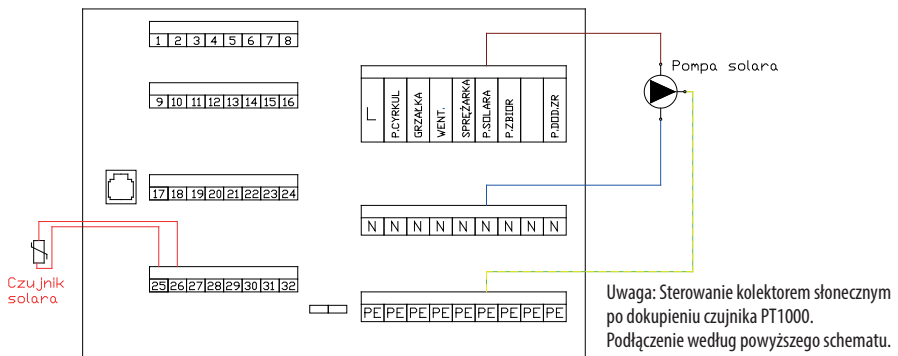 1 2 3 4 5 6 7 8
9 10 11 12 13 14 15 16
17 18 19 20 21 22 23 24
25 26 27 28 29 30 31 32
Czujnik
solara
L
P.CYRKUL
GRZAŁKA
WENT.
SPRĘŻARKA
P.SOLARA
P.ZBIOR
P.DOD.ZR
N N N N N N N N N
PE PE PE PE PE PE PE PE PE
Pompa solara
Uwaga: Sterowanie kolektorem słonecznym
po dokupieniu czujnika PT1000.
Podłączenie według powyższego schematu.